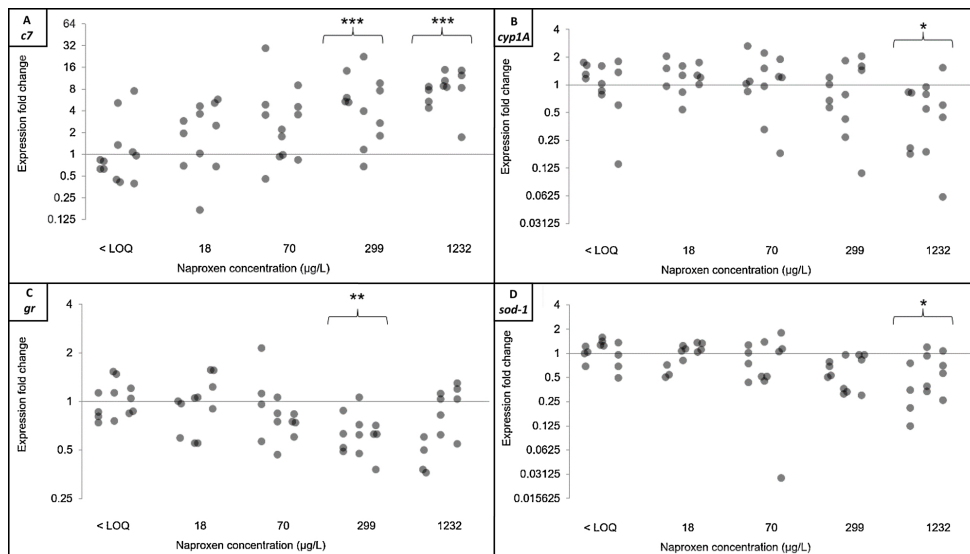 A
c7
***
***
Expression fold change
64
32
16
8
4
2
1
0.5
0.25
0.125
< LOQ 18 70 299 1232
Naproxen concentration (µg/L)
B
cyp1A
*
Expression fold change
4
2
1
0.5
0.25
0.125
0.0625
0.03125
< LOQ 18 70 299 1232
Naproxen concentration (µg/L)
C
gr
**
Expression fold change
4
2
1
0.5
0.25
< LOQ 18 70 299 1232
Naproxen concentration (µg/L)
D
sod-1
*
Expression fold change
4
2
1
0.5
0.25
0.125
0.0625
0.03125
0.015625
< LOQ 18 70 299 1232
Naproxen concentration (µg/L)